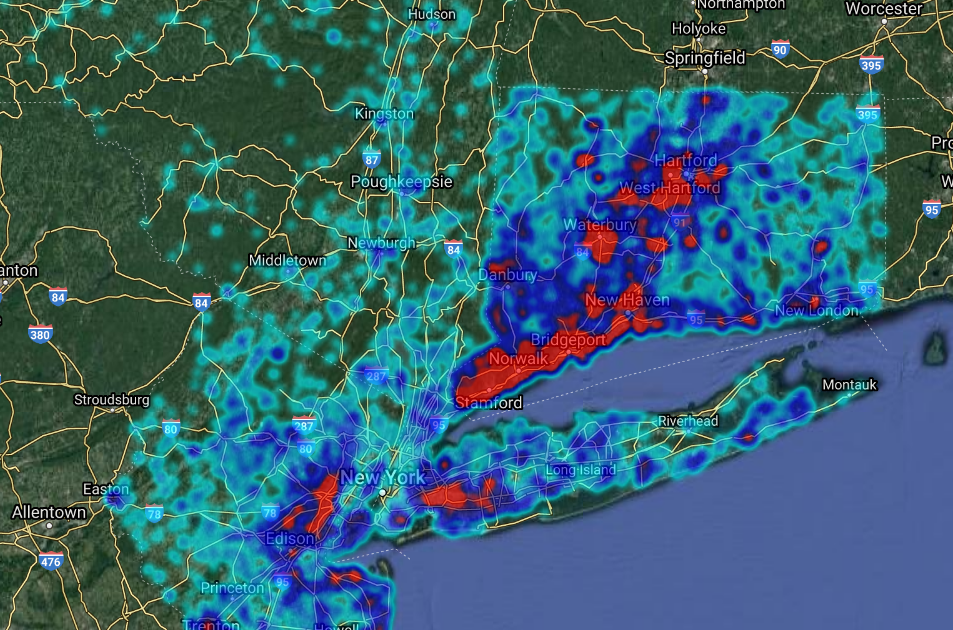 Northampton
Hudson
Worcester
Holyoke
90
Springfield
395
Kingston
395
87
Hartford
Poughkeepsie
West Hartford
95
91
Waterbury
Newburgh
84
84
Middletown
Danbury
84
84
95
New Haven
95
New London
380
Bridgeport
Norwalk
287
Montauk
Stamford
Stroudsburg
Riverhead
95
80
287
80
Long Island
New York
Easton
Allentown
78
78
Edison
476
95
Princeton
Trenton
Howell